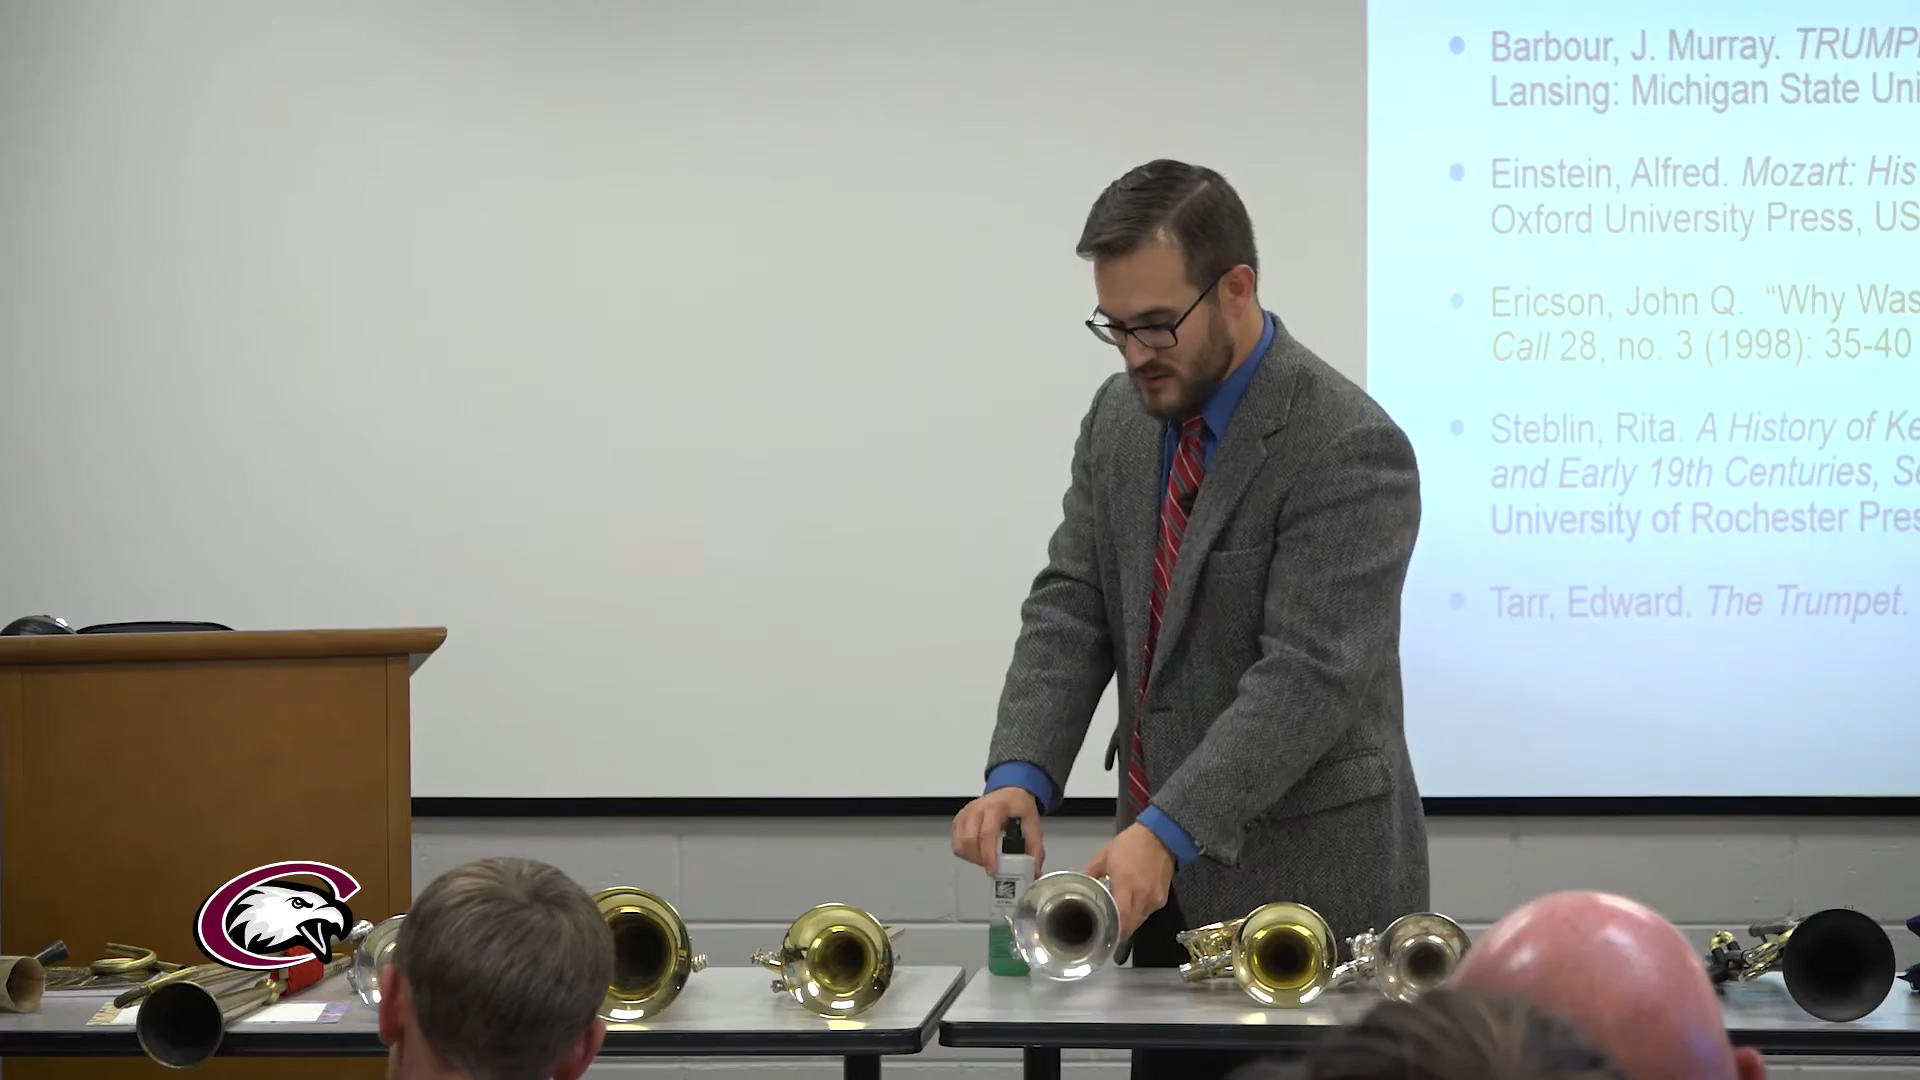 Barbour, J. Murray. TRUMP
Lansing: Michigan State Uni
Einstein, Alfred. Mozart: His
Oxford University Press, US
Ericson, John Q. “Why Was
Call 28, no. 3 (1998): 35-40
Steblin, Rita. A History of Ke
and Early 19th Centuries, Sc
University of Rochester Pres
Tarr, Edward. The Trumpet.